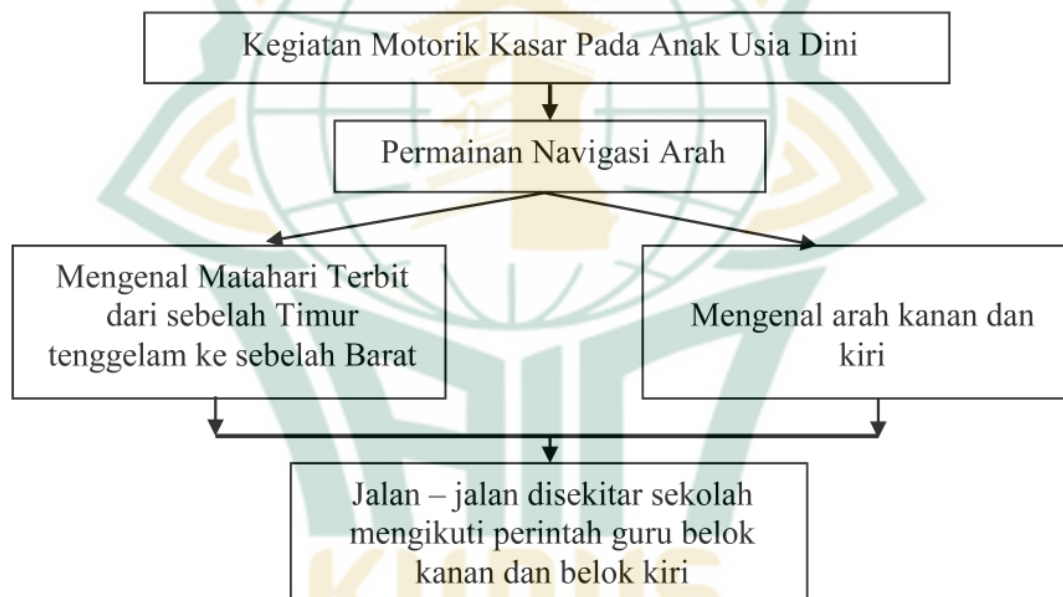 Kegiatan Motorik Kasar Pada Anak Usia Dini
Permainan Navigasi Arah
Mengenal Matahari Terbit
dari sebelah Timur
tenggelam ke sebelah Barat
Mengenal arah kanan dan
kiri
Jalan – jalan disekitar sekolah
mengikuti perintah guru belok
kanan dan belok kiri
KUDUS